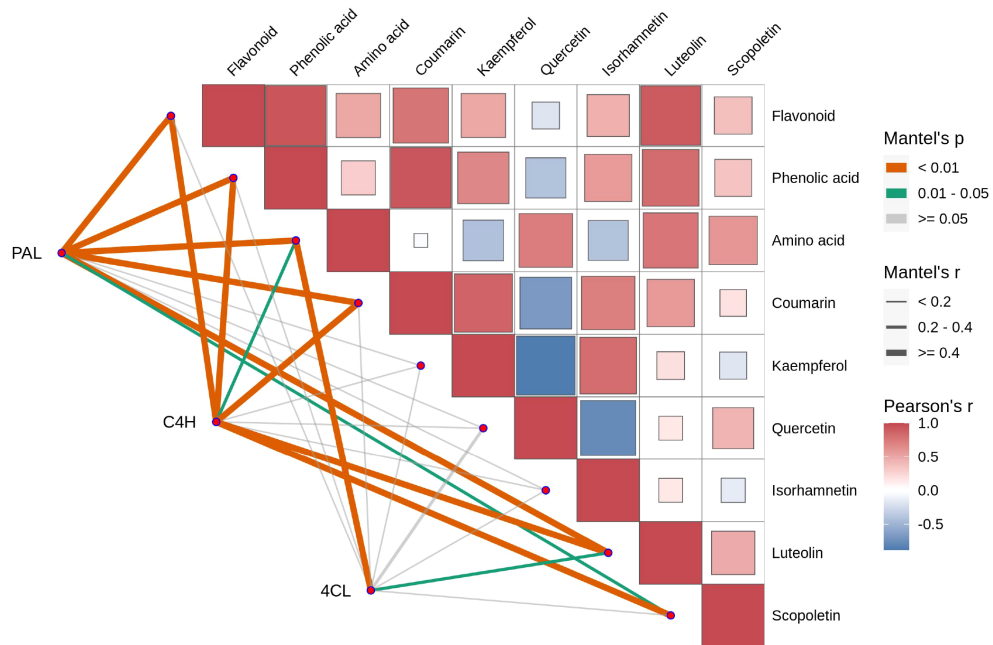 Flavonoid
Phenolic acid
Amino acid
Coumarin
Kaempferol
Quercetin
Isorhamnetin
Luteolin
Scopoletin
Flavonoid
Phenolic acid
Amino acid
Coumarin
Kaempferol
Quercetin
Isorhamnetin
Luteolin
Scopoletin
PAL
C4H
4CL
Mantel's p
< 0.01
0.01 - 0.05
>= 0.05
Mantel's r
< 0.2
0.2 - 0.4
>= 0.4
Pearson's r
1.0
0.5
0.0
-0.5